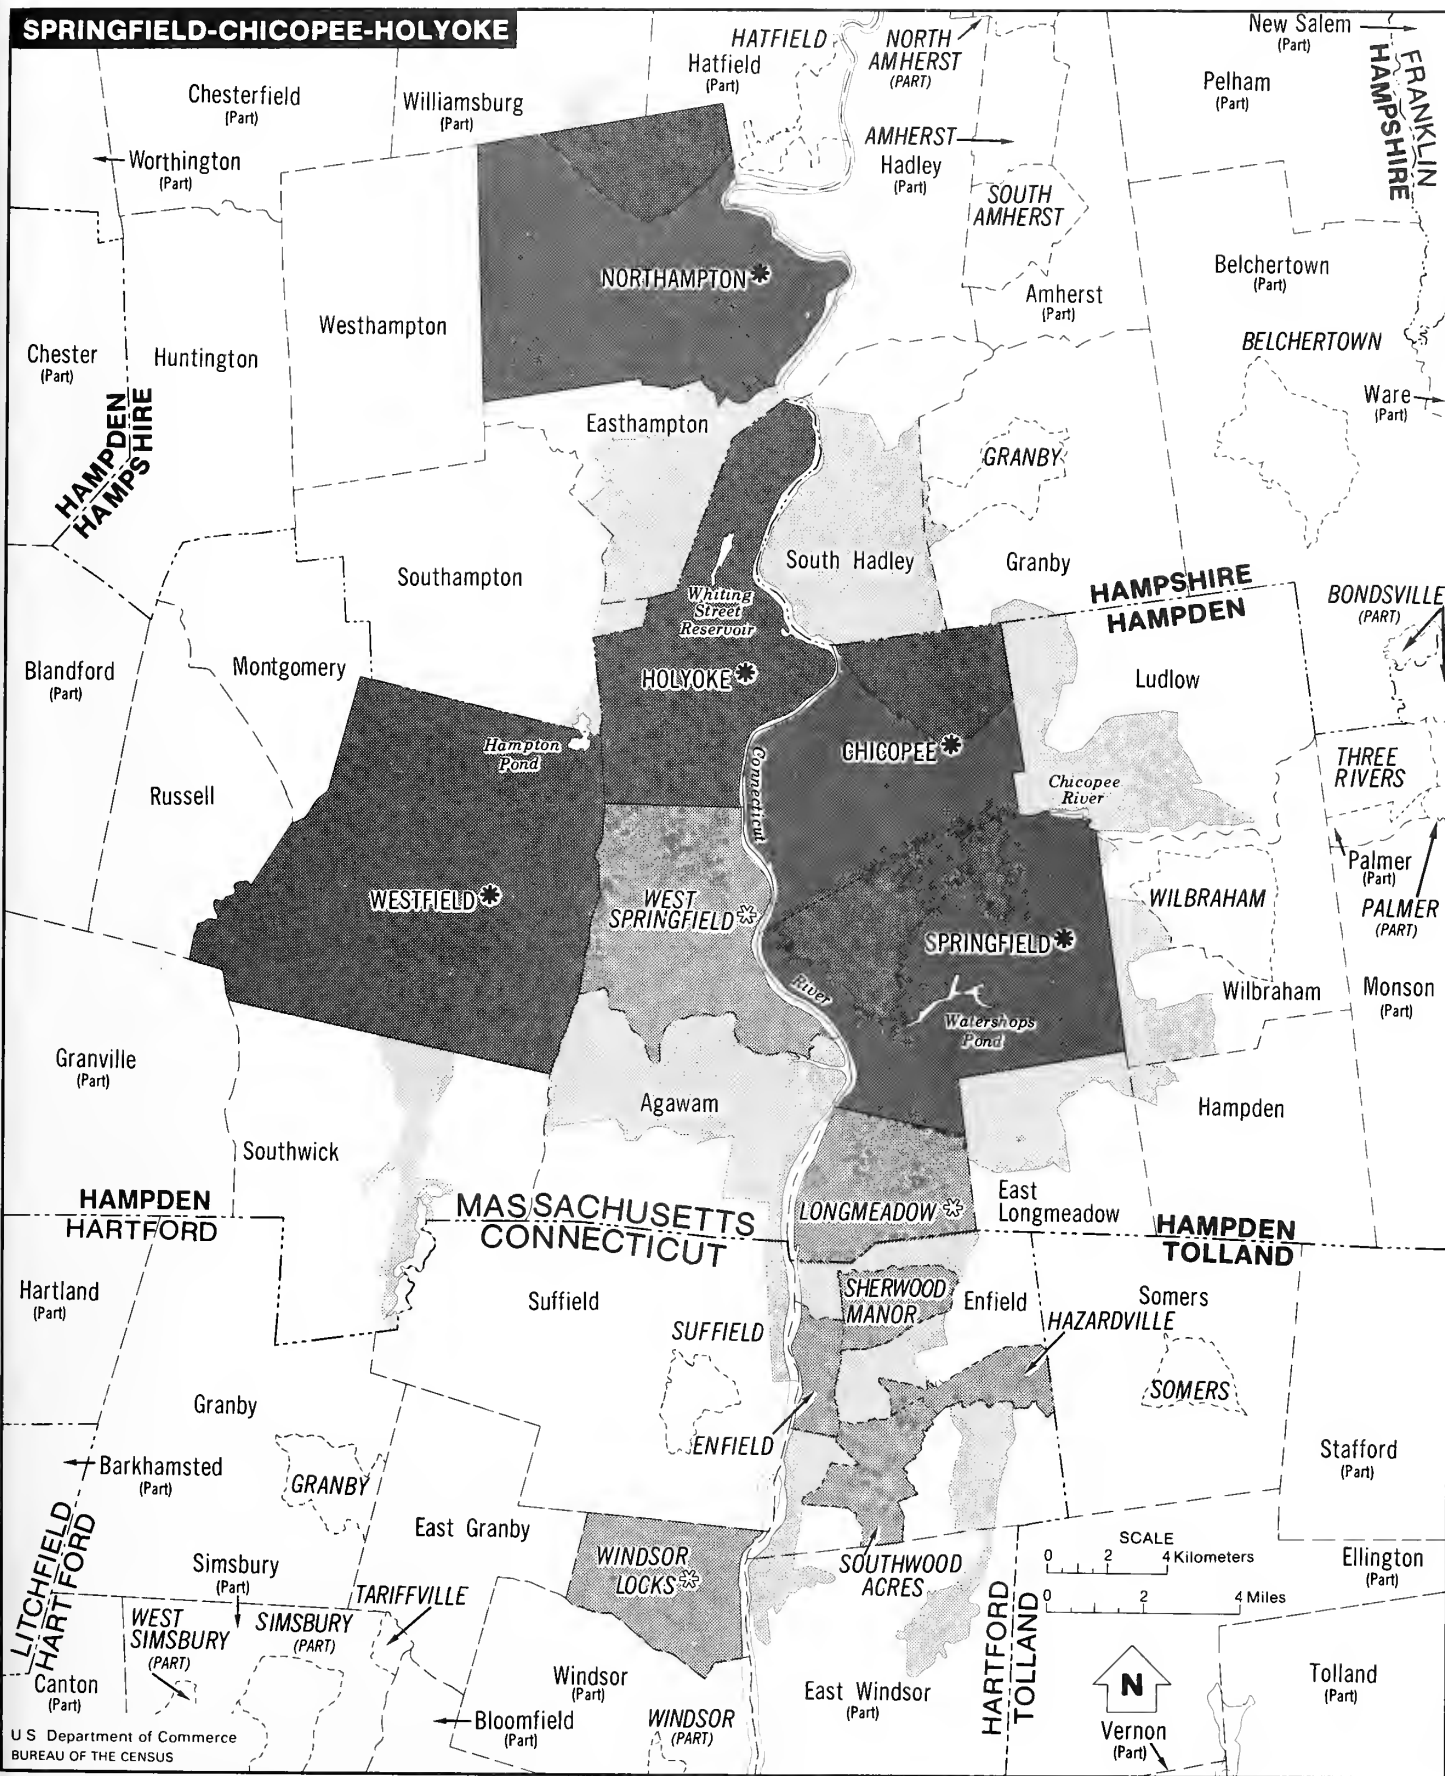 SPRINGFIELD-CHICOPEE-HOLYOKE
New Salem
(Part)
FRANKLIN
HAMPSHIRE
HATFIELD
Hatfield
(Part)
NORTH
AMHERST
(PART)
Pelham
(Part)
Chesterfield
(Part)
Williamsburg
(Part)
Worthington
(Part)
AMHERST
Hadley
(Part)
SOUTH
AMHERST
NORTHAMPTON
Belchertown
(Part)
Amherst
(Part)
Westhampton
Chester
(Part)
Huntington
BELCHERTOWN
Ware
(Part)
HAMPDEN
HAMPSHIRE
Easthampton
GRANBY
Southampton
South Hadley
Granby
HAMPSHIRE
HAMPDEN
BONDSVILLE
(PART)
Whiting
Street
Reservoir
Blandford
(Part)
Montgomery
HOLYOKE
Ludlow
Hampton
Pond
CHICOPEE
THREE
RIVERS
Russell
Connecticut
Chicopee
River
Palmer
(Part)
WESTFIELD
WEST
SPRINGFIELD
WILBRAHAM
PALMER
(PART)
SPRINGFIELD
River
Watershops
Pond
Wilbraham
Monson
(Part)
Granville
(Part)
Agawam
Hampden
Southwick
HAMPDEN
HARTFORD
MASSACHUSETTS
CONNECTICUT
LONGMEADOW
East
Longmeadow
HAMPDEN
TOLLAND
Hartland
(Part)
Suffield
SHERWOOD
MANOR
Enfield
Somers
HAZARDVILLE
SUFFIELD
SOMERS
Granby
ENFIELD
Barkhamsted
(Part)
GRANBY
Stafford
(Part)
LITCHFIELD
HARTFORD
East Granby
Simsbury
(Part)
WINDSOR
LOCKS
SOUTHWOOD
ACRES
SCALE
0 2 4 Kilometers
0 2 4 Miles
Ellington
(Part)
TARIFFVILLE
WEST
SIMSBURY
(PART)
SIMSBURY
(PART)
HARTFORD
TOLLAND
Canton
(Part)
Windsor
(Part)
East Windsor
(Part)
N
Tolland
(Part)
Bloomfield
(Part)
WINDSOR
(PART)
Vernon
(Part)
U S Department of Commerce
BUREAU OF THE CENSUS